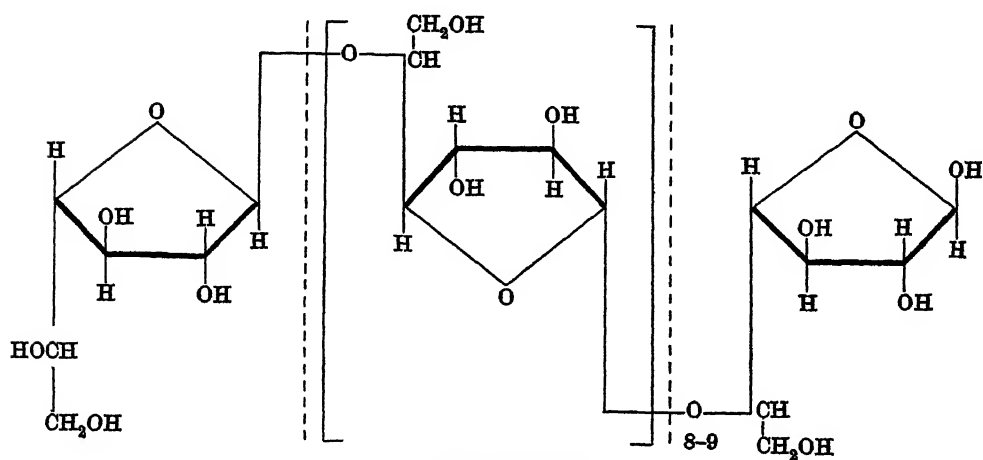 CH₂OH
O CH
O H OH O
H H OH
OH OH H OH
OH H OH H
H H H
H OH O H OH
HOCH
O CH
CH₂OH 8-9 CH₂OH